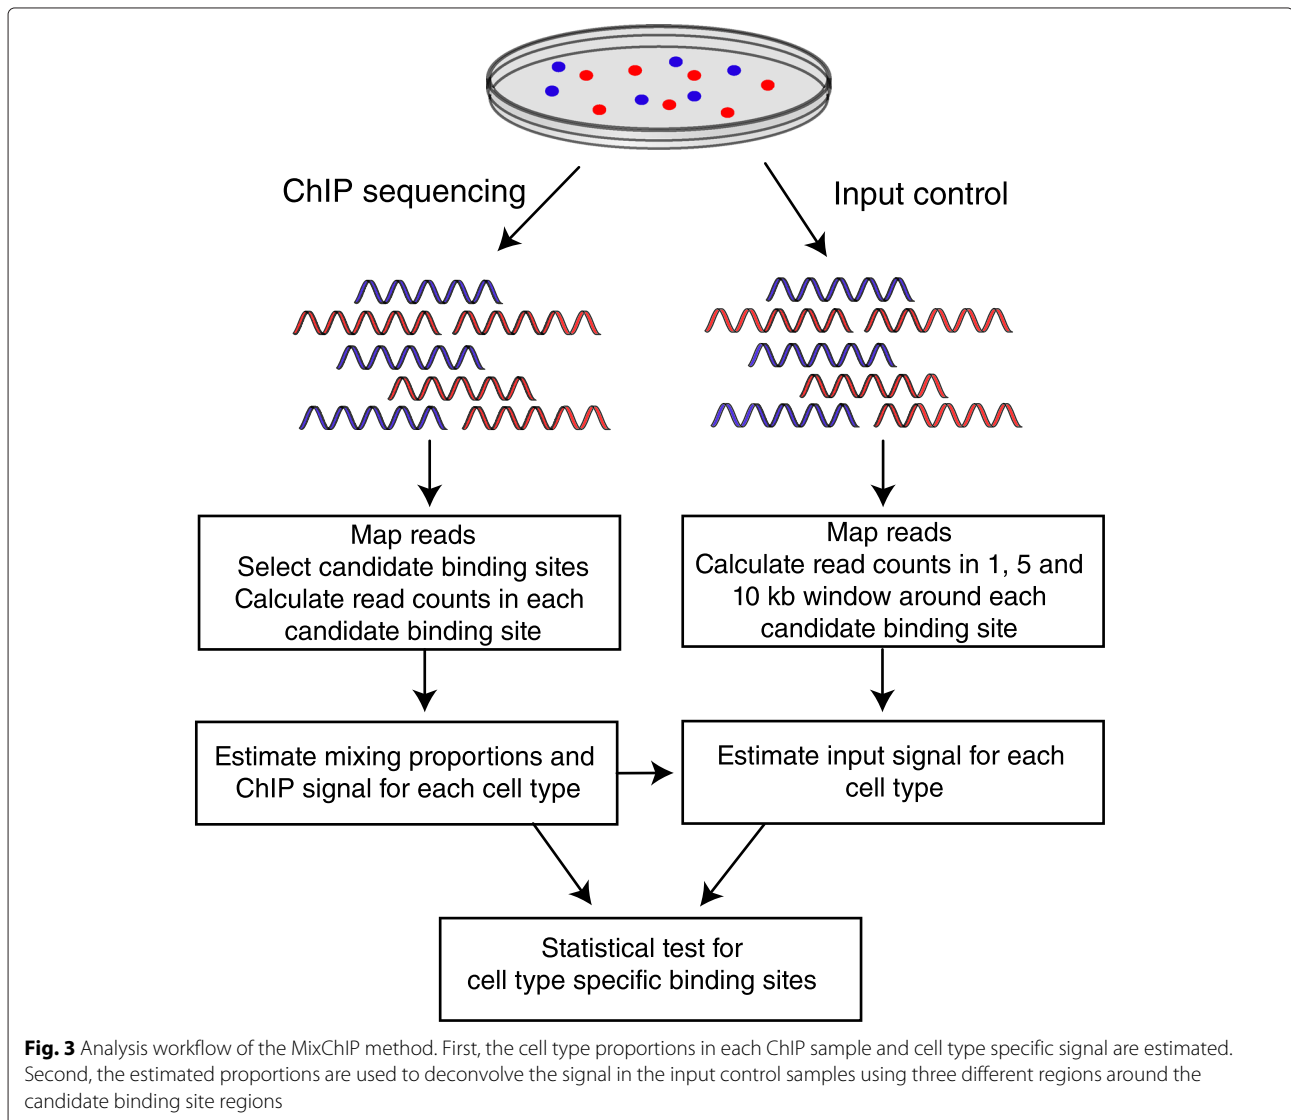 ChIP sequencing
Input control
Map reads
Select candidate binding sites
Calculate read counts in each
candidate binding site
Map reads
Calculate read counts in 1, 5 and
10 kb window around each
candidate binding site
Estimate mixing proportions and
ChIP signal for each cell type
Estimate input signal for each
cell type
Statistical test for
cell type specific binding sites
Fig. 3 Analysis workflow of the MixChIP method. First, the cell type proportions in each ChIP sample and cell type specific signal are estimated.
Second, the estimated proportions are used to deconvolve the signal in the input control samples using three different regions around the
candidate binding site regions